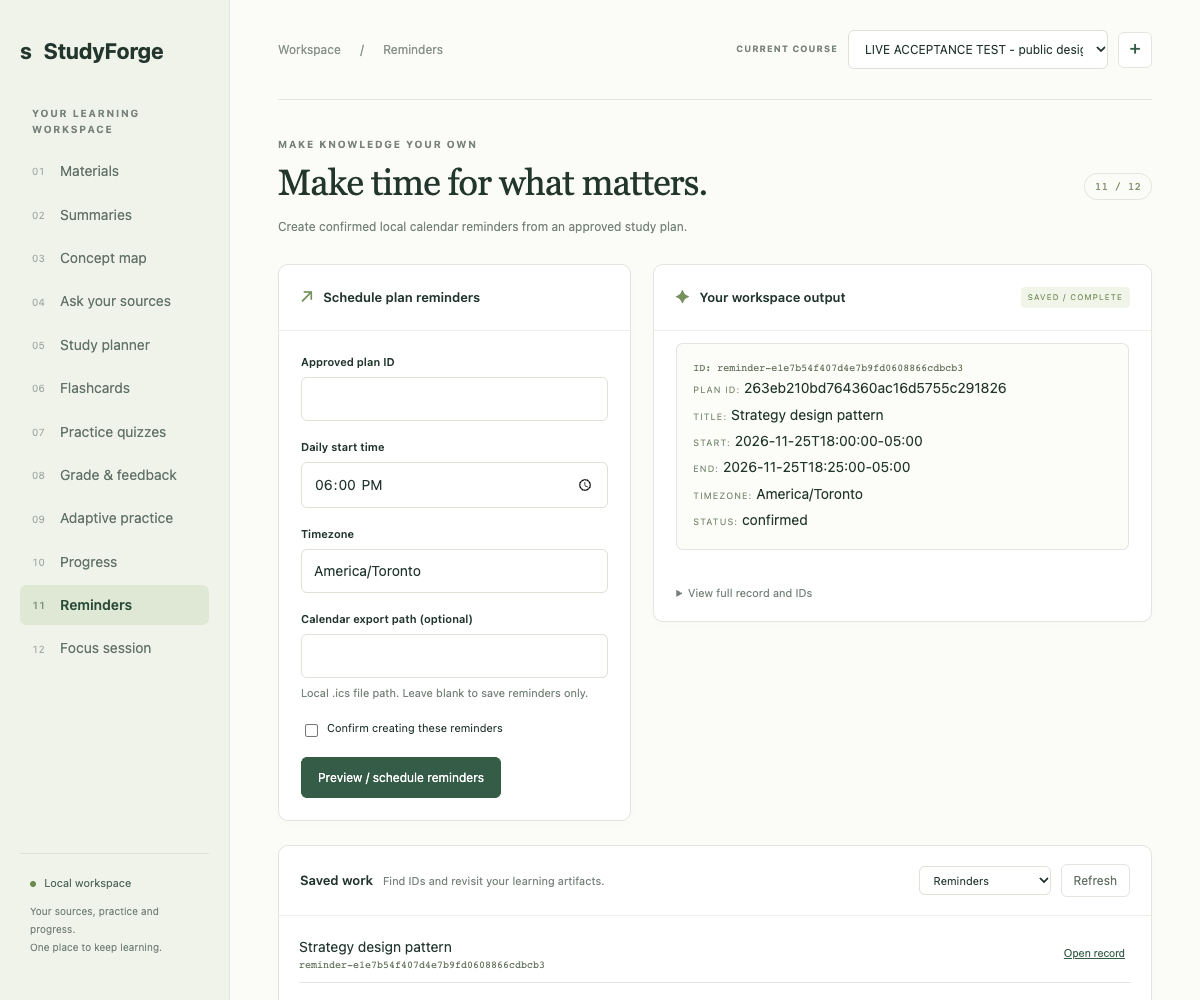 s StudyForge
YOUR LEARNING
WORKSPACE
01 Materials
02 Summaries
03 Concept map
04 Ask your sources
05 Study planner
06 Flashcards
07 Practice quizzes
08 Grade & feedback
09 Adaptive practice
10 Progress
11 Reminders
12 Focus session
Local workspace
Your sources, practice and
progress.
One place to keep learning.
Workspace / Reminders
CURRENT COURSE
LIVE ACCEPTANCE TEST - public desig
+
MAKE KNOWLEDGE YOUR OWN
Make time for what matters.
11 / 12
Create confirmed local calendar reminders from an approved study plan.
Schedule plan reminders
Approved plan ID
Daily start time
06:00 PM
Timezone
America/Toronto
Calendar export path (optional)
Local .ics file path. Leave blank to save reminders only.
Confirm creating these reminders
Preview / schedule reminders
Your workspace output
SAVED / COMPLETE
ID: reminder-e1e7b54f407d4e7b9fd0608866cdbcb3
PLAN ID: 263eb210bd764360ac16d5755c291826
TITLE: Strategy design pattern
START: 2026-11-25T18:00:00-05:00
END: 2026-11-25T18:25:00-05:00
TIMEZONE: America/Toronto
STATUS: confirmed
View full record and IDs
Saved work Find IDs and revisit your learning artifacts.
Reminders
Refresh
Strategy design pattern
reminder-e1e7b54f407d4e7b9fd0608866cdbcb3
Open record